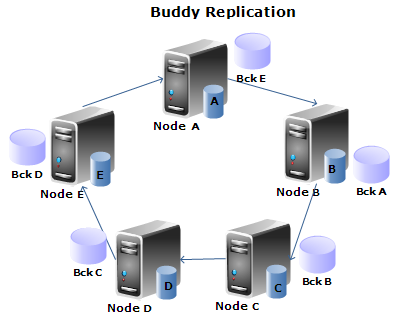 Buddy Replication
Bck E
A
Node A
B
Node B
Bck A
Bck D
E
Node E
Bck C
D
Node D
C
Node C
Bck B